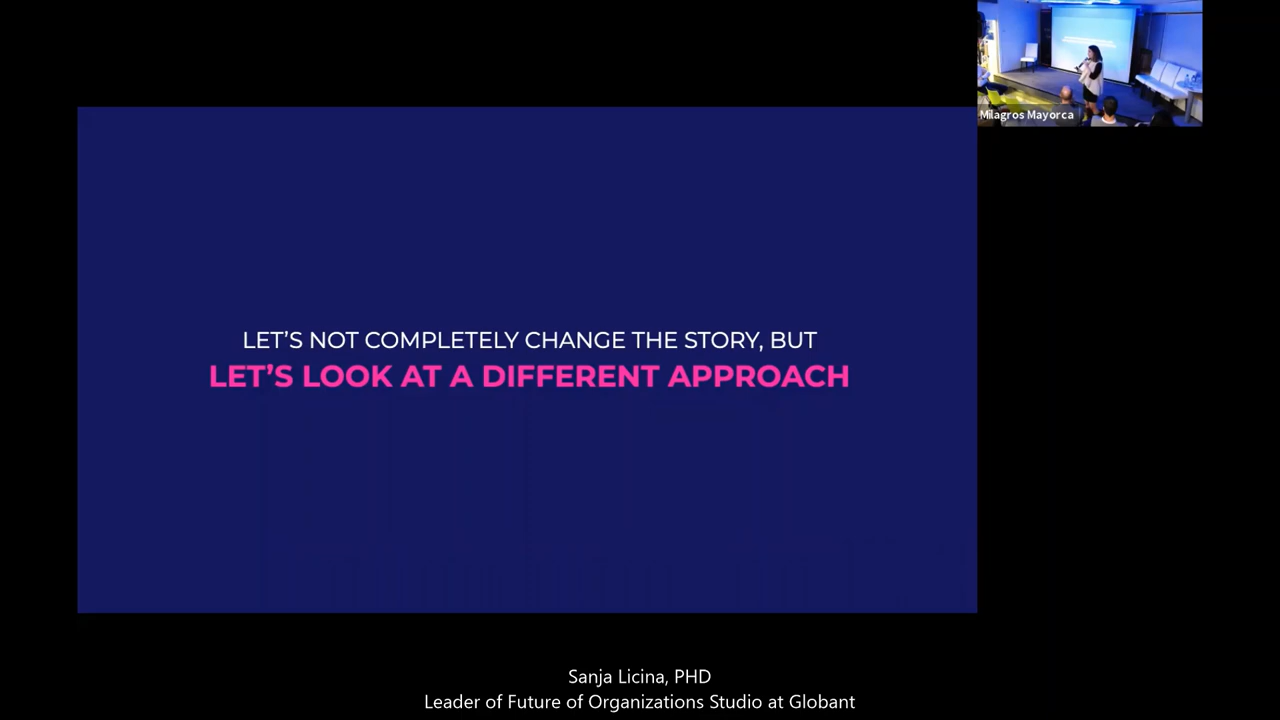 Milagros Mayorca
LET'S NOT COMPLETELY CHANGE THE STORY, BUT
LET'S LOOK AT A DIFFERENT APPROACH
Sanja Licina, PHD
Leader of Future of Organizations Studio at Globant